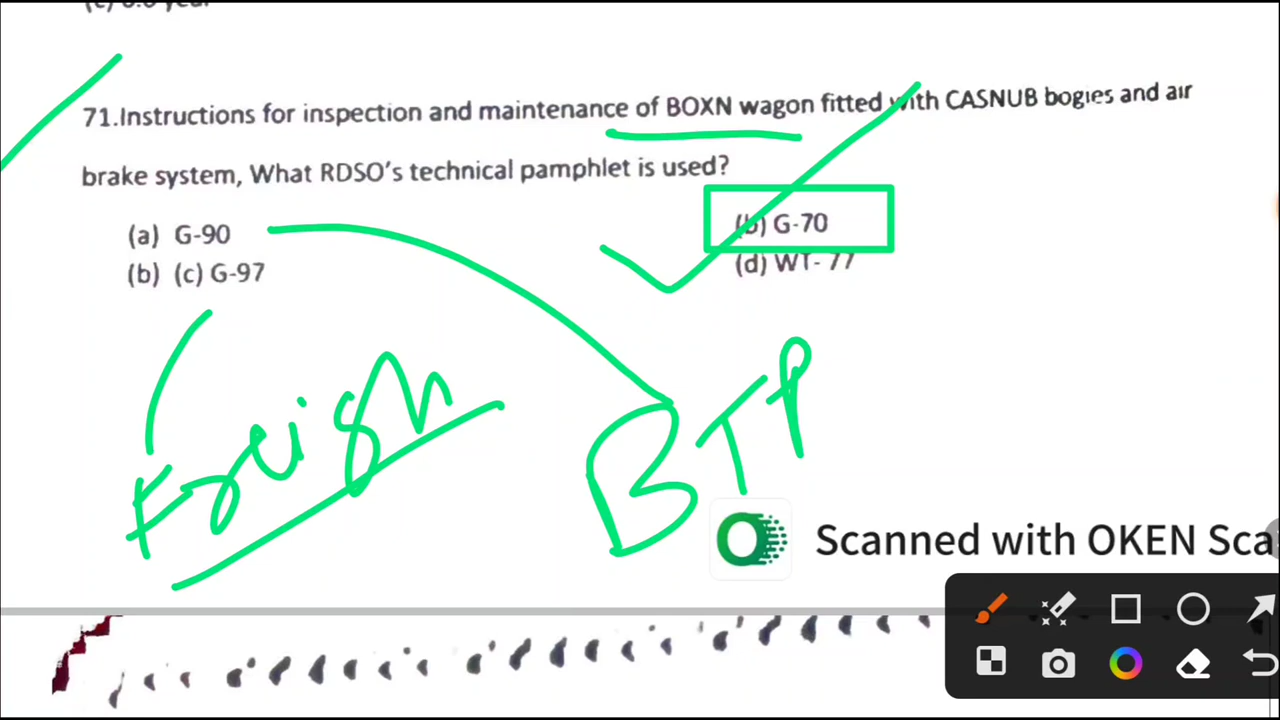 71.Instructions for inspection and maintenance of BOXN wagon fitted with CASNUB bogies and air
brake system, What RDSO's technical pamphlet is used?
(a) G-90 (b) G-70
(b) (c) G-97 (d) WT- 77
BTP
Scanned with OKEN Sca